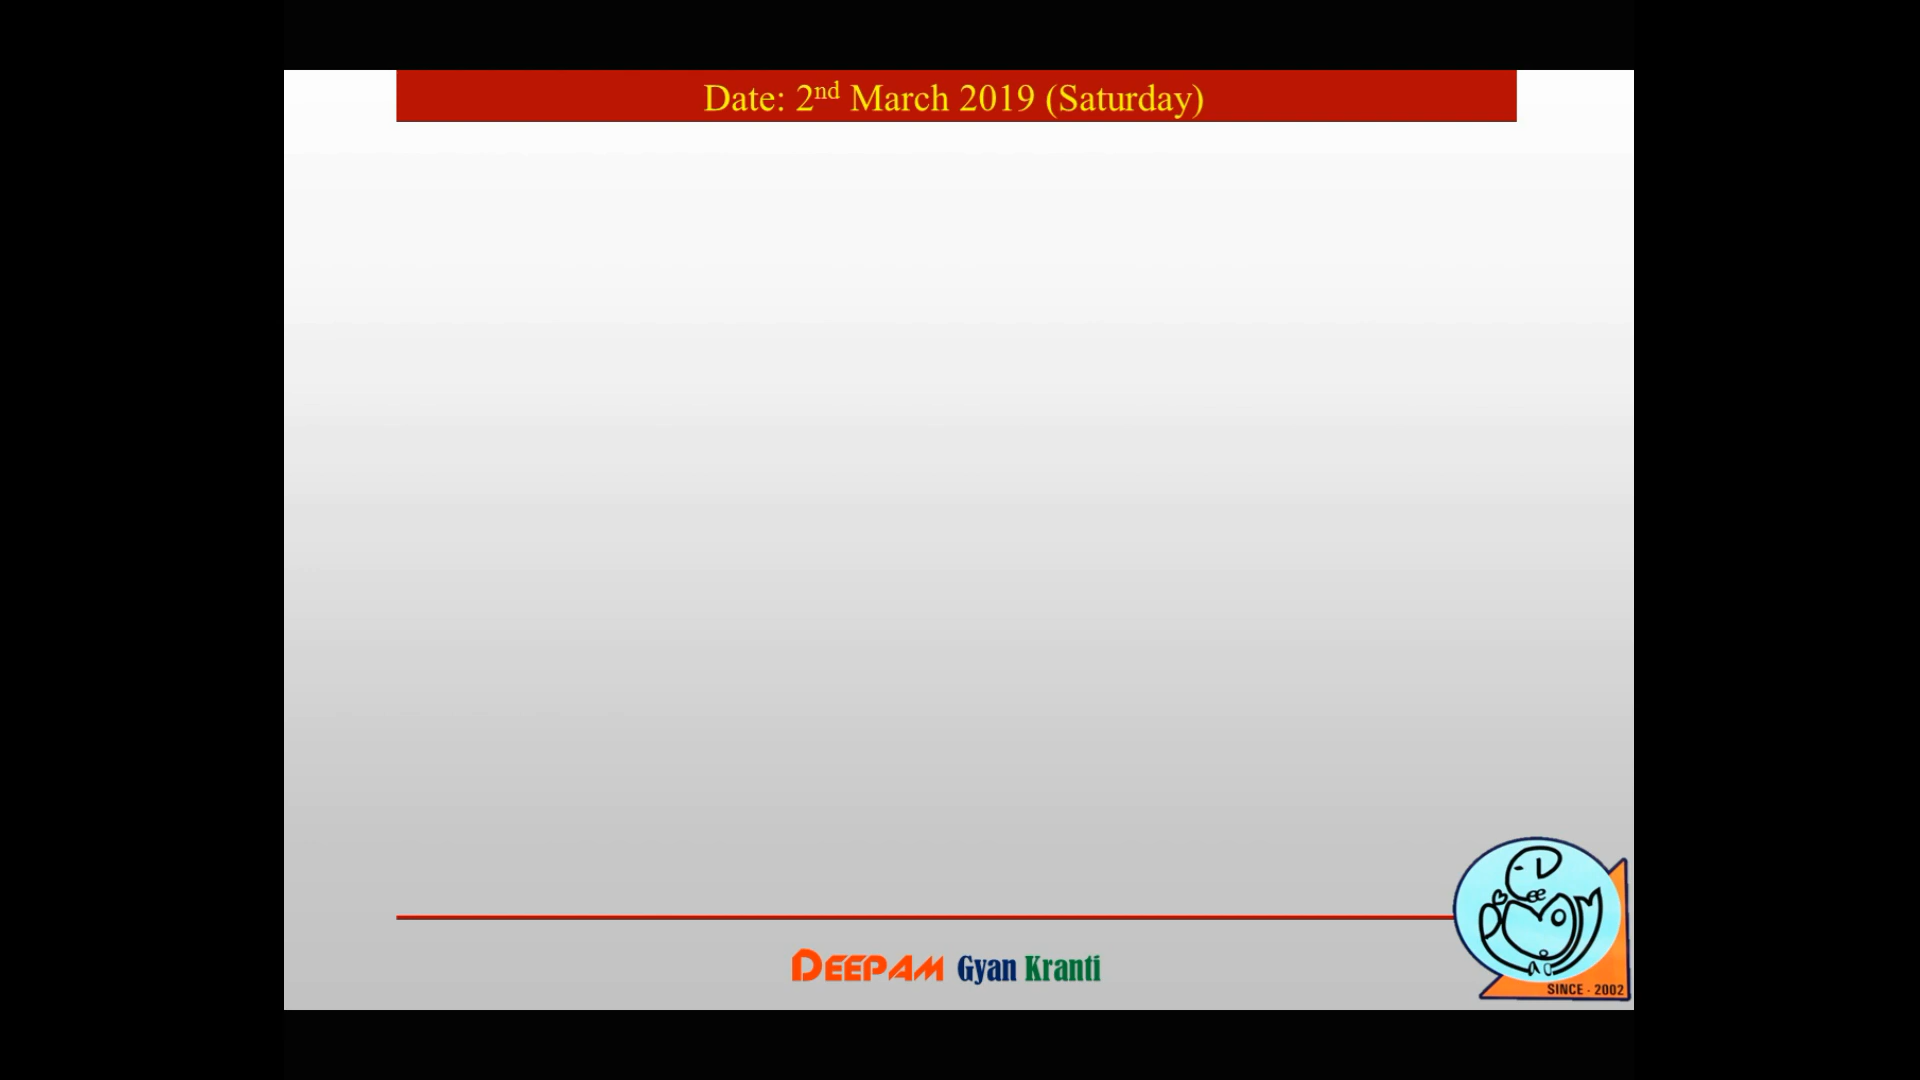 Date: 2nd March 2019 (Saturday)
DEEPAM Gyan Kranti
SINCE - 2002